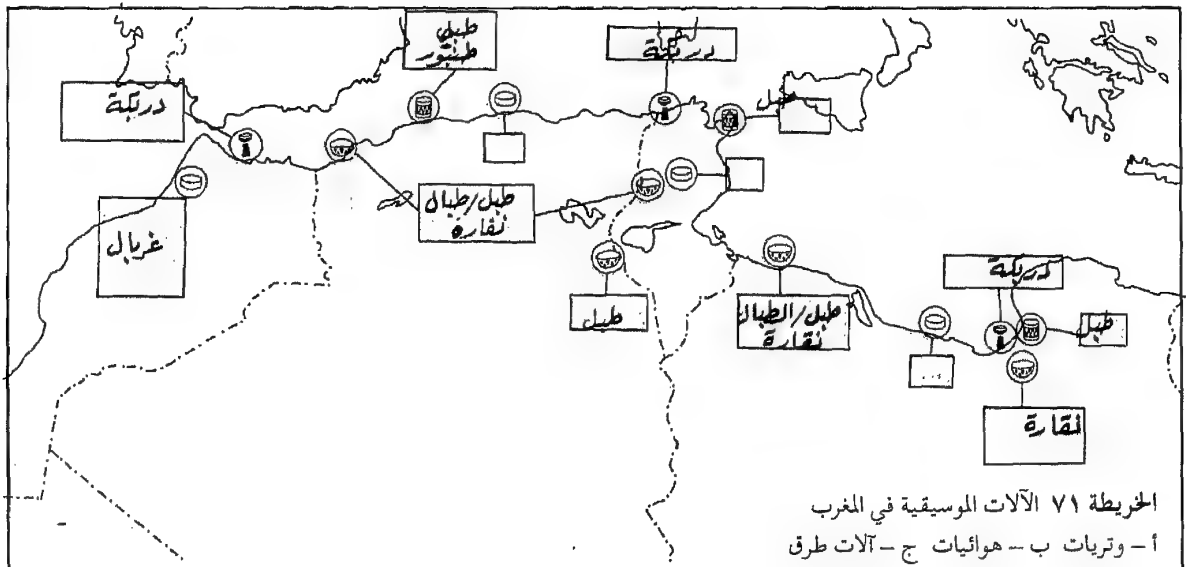 طبل
طنبور
دربكة
دربكة
طبل
طبل/طبال
نقارة
غربال
طبل
طبل/الطبال
نقارة
دربكة
طبل
...
نقارة
الخريطة ٧١ الآلات الموسيقية في المغرب
أ – وتريات ب – هوائيات ج – آلات طرق